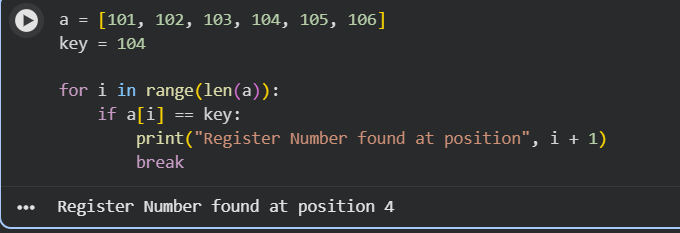 a = [101, 102, 103, 104, 105, 106]
key = 104

for i in range(len(a)):
    if a[i] == key:
        print("Register Number found at position", i + 1)
        break
Register Number found at position 4